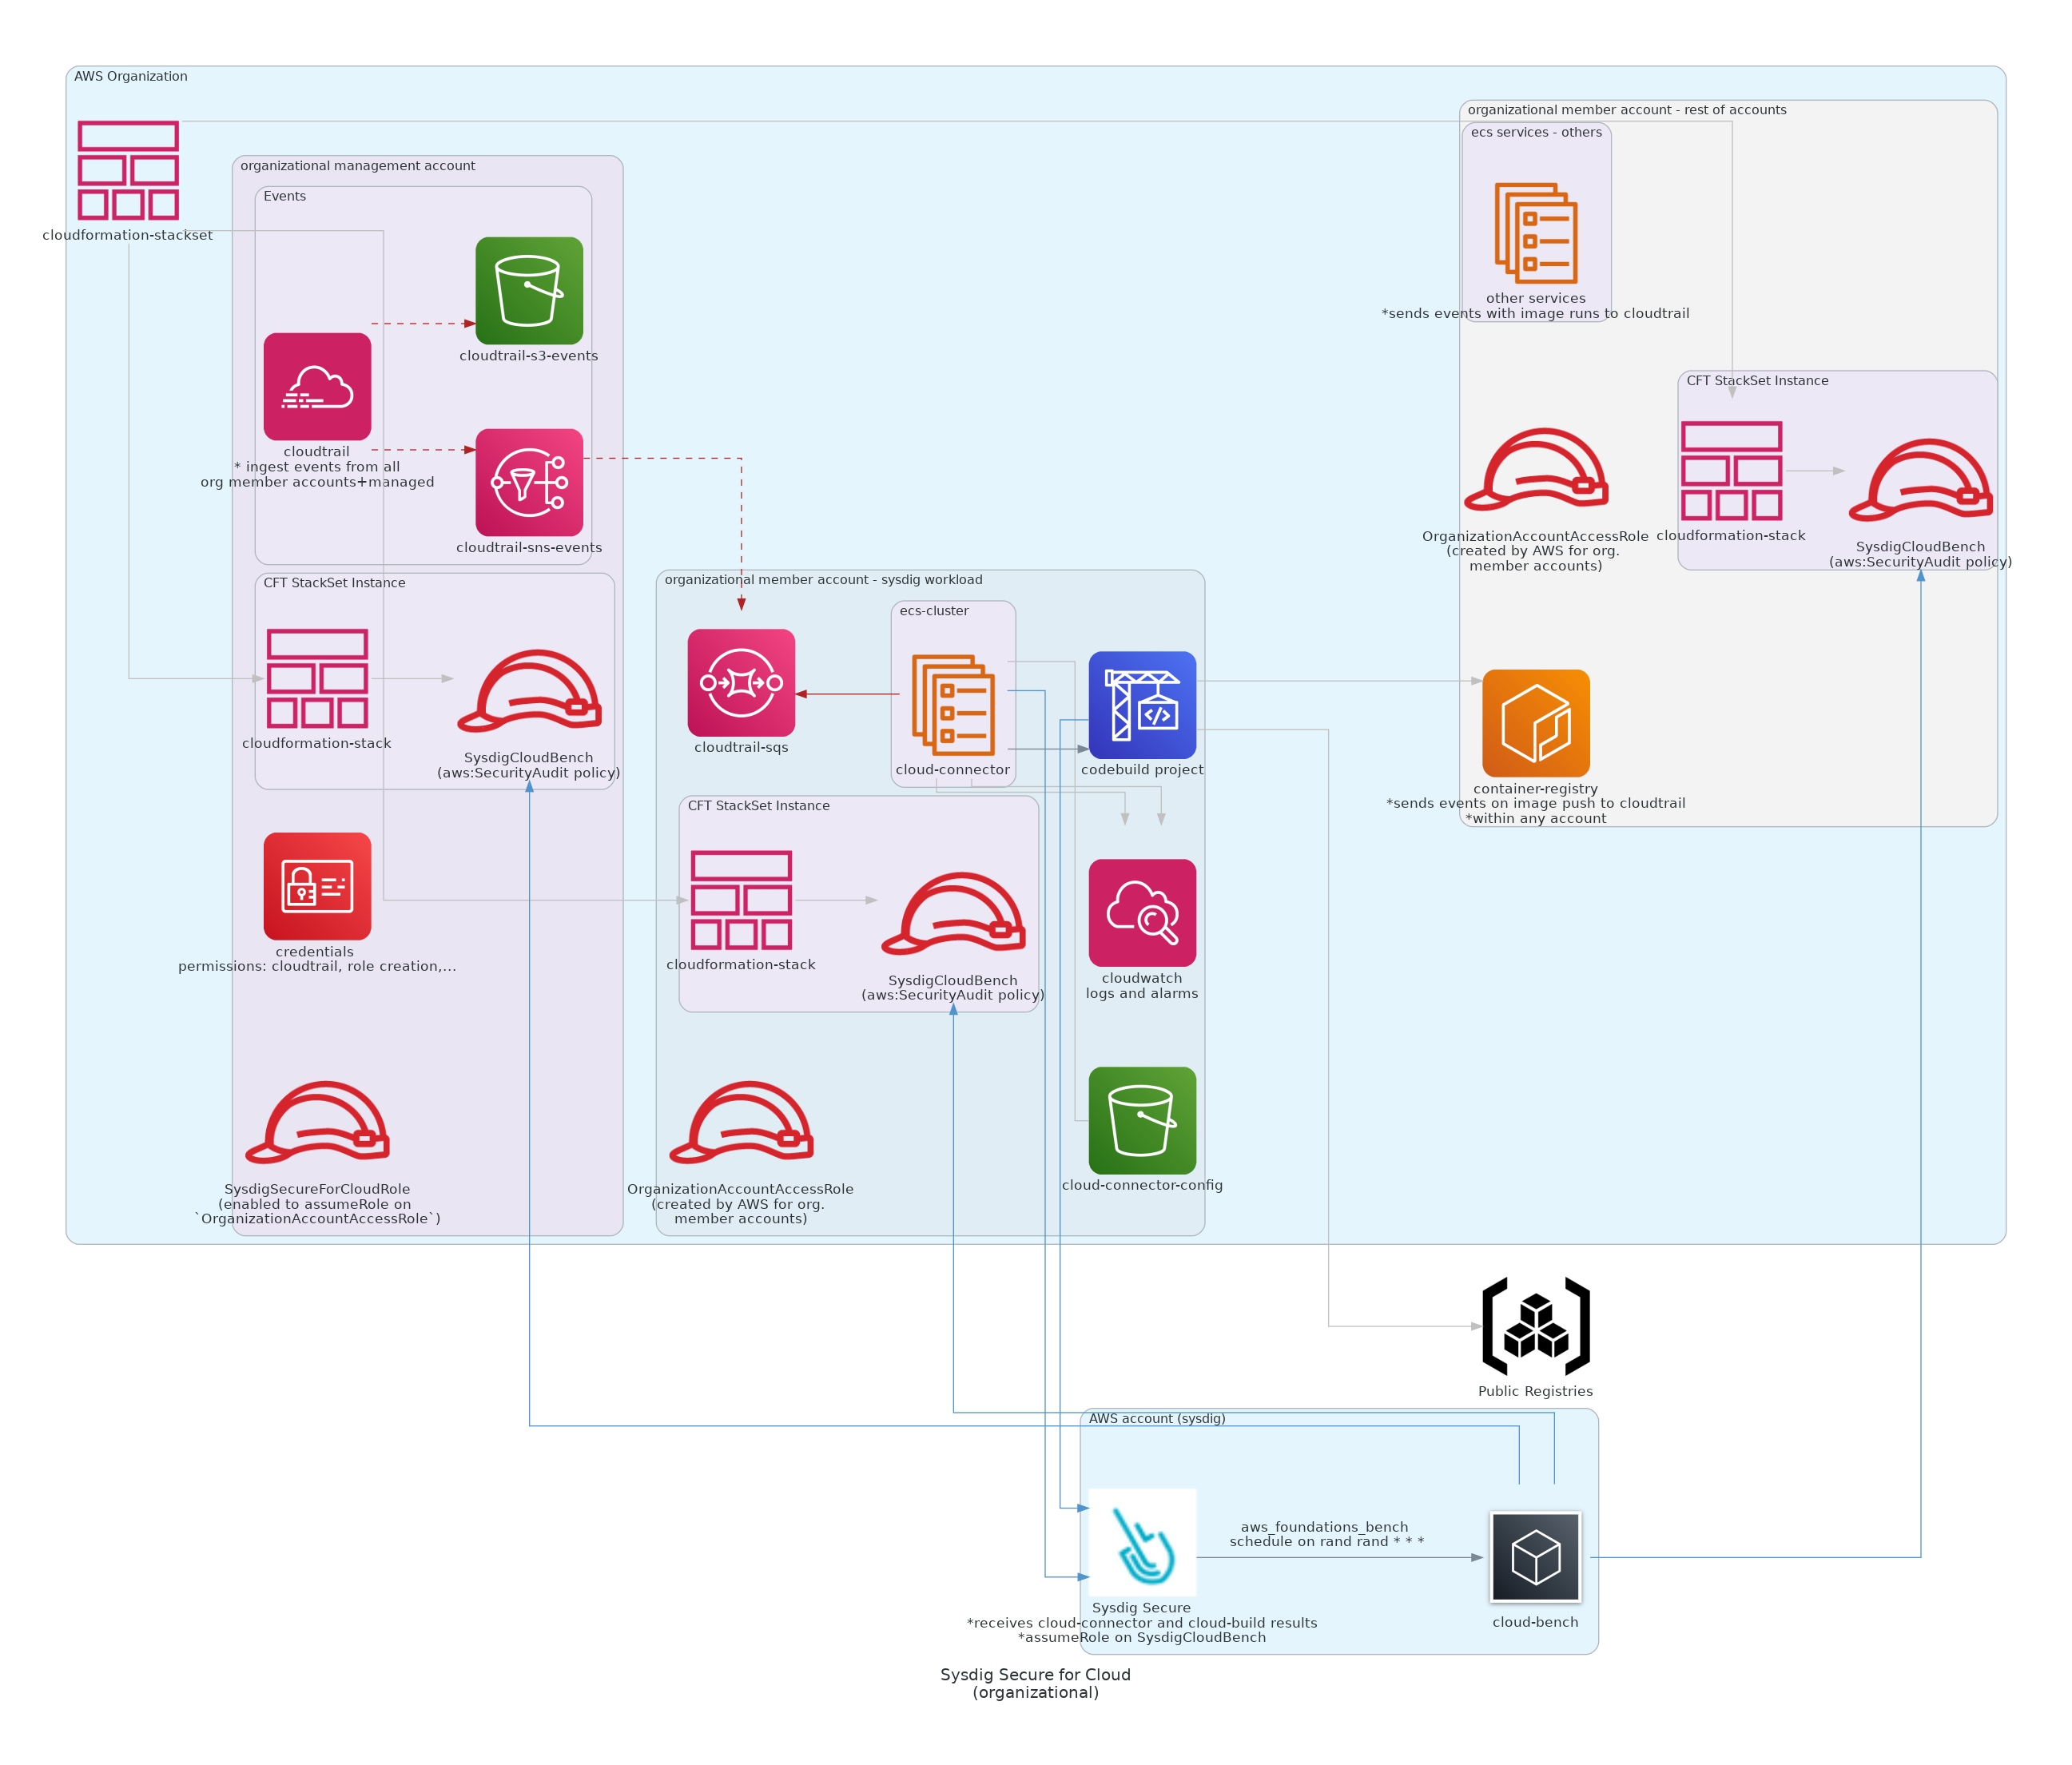 AWS Organization
cloudformation-stackset
organizational management account
Events
cloudtrail-s3-events
cloudtrail
* ingest events from all
org member accounts+managed
cloudtrail-sns-events
CFT StackSet Instance
cloudformation-stack
SysdigCloudBench
(aws:SecurityAudit policy)
credentials
permissions: cloudtrail, role creation,...
SysdigSecureForCloudRole
(enabled to assumeRole on
`OrganizationAccountAccessRole`)
organizational member account - sysdig workload
cloudtrail-sqs
ecs-cluster
cloud-connector
codebuild project
CFT StackSet Instance
cloudformation-stack
SysdigCloudBench
(aws:SecurityAudit policy)
cloudwatch
logs and alarms
OrganizationAccountAccessRole
(created by AWS for org.
member accounts)
cloud-connector-config
organizational member account - rest of accounts
ecs services - others
other services
*sends events with image runs to cloudtrail
OrganizationAccountAccessRole
(created by AWS for org.
member accounts)
CFT StackSet Instance
cloudformation-stack
SysdigCloudBench
(aws:SecurityAudit policy)
container-registry
*sends events on image push to cloudtrail
*within any account
Public Registries
AWS account (sysdig)
Sysdig Secure
*receives cloud-connector and cloud-build results
*assumeRole on SysdigCloudBench
aws_foundations_bench
schedule on rand rand * * *
cloud-bench
Sysdig Secure for Cloud
(organizational)